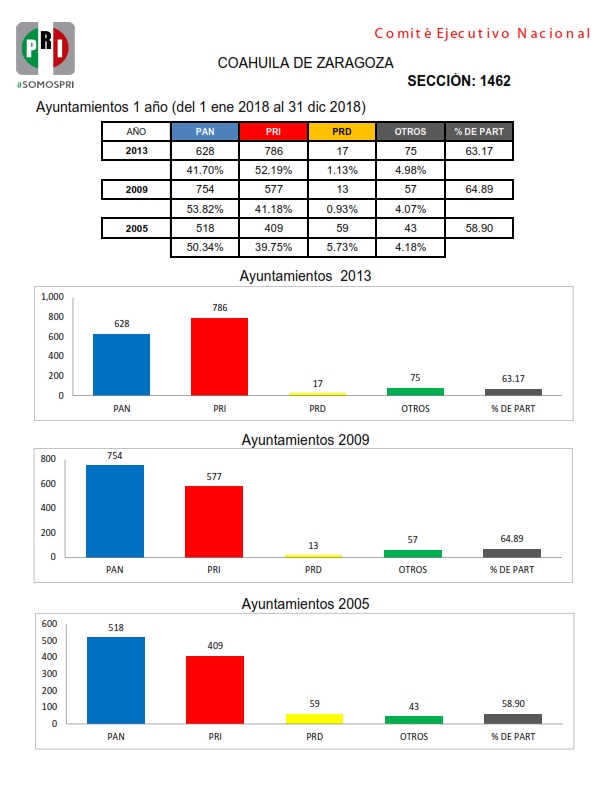 Comité Ejecutivo Nacional
PRI
#SOMOSPRI
COAHUILA DE ZARAGOZA
SECCIÓN: 1462
Ayuntamientos 1 año (del 1 ene 2018 al 31 dic 2018)
AÑO PAN PRI PRD OTROS % DE PART
2013 628 786 17 75 63.17
41.70% 52.19% 1.13% 4.98%
2009 754 577 13 57 64.89
53.82% 41.18% 0.93% 4.07%
2005 518 409 59 43 58.90
50.34% 39.75% 5.73% 4.18%
Ayuntamientos 2013
1,000
800
600
400
200
0
628 786 17 75 63.17
PAN PRI PRD OTROS % DE PART
Ayuntamientos 2009
800
600
400
200
0
754 577 13 57 64.89
PAN PRI PRD OTROS % DE PART
Ayuntamientos 2005
600
500
400
300
200
100
0
518 409 59 43 58.90
PAN PRI PRD OTROS % DE PART